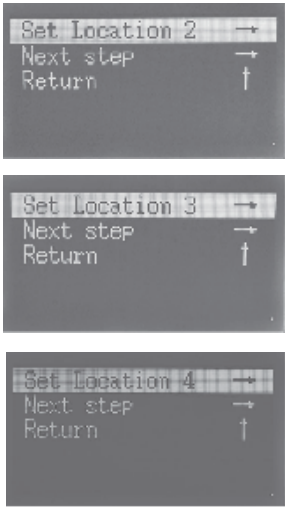 Set Location 2 →
Next step →
Return ↑
Set Location 3 →
Next step →
Return ↑
Set Location 4 →
Next step →
Return ↑